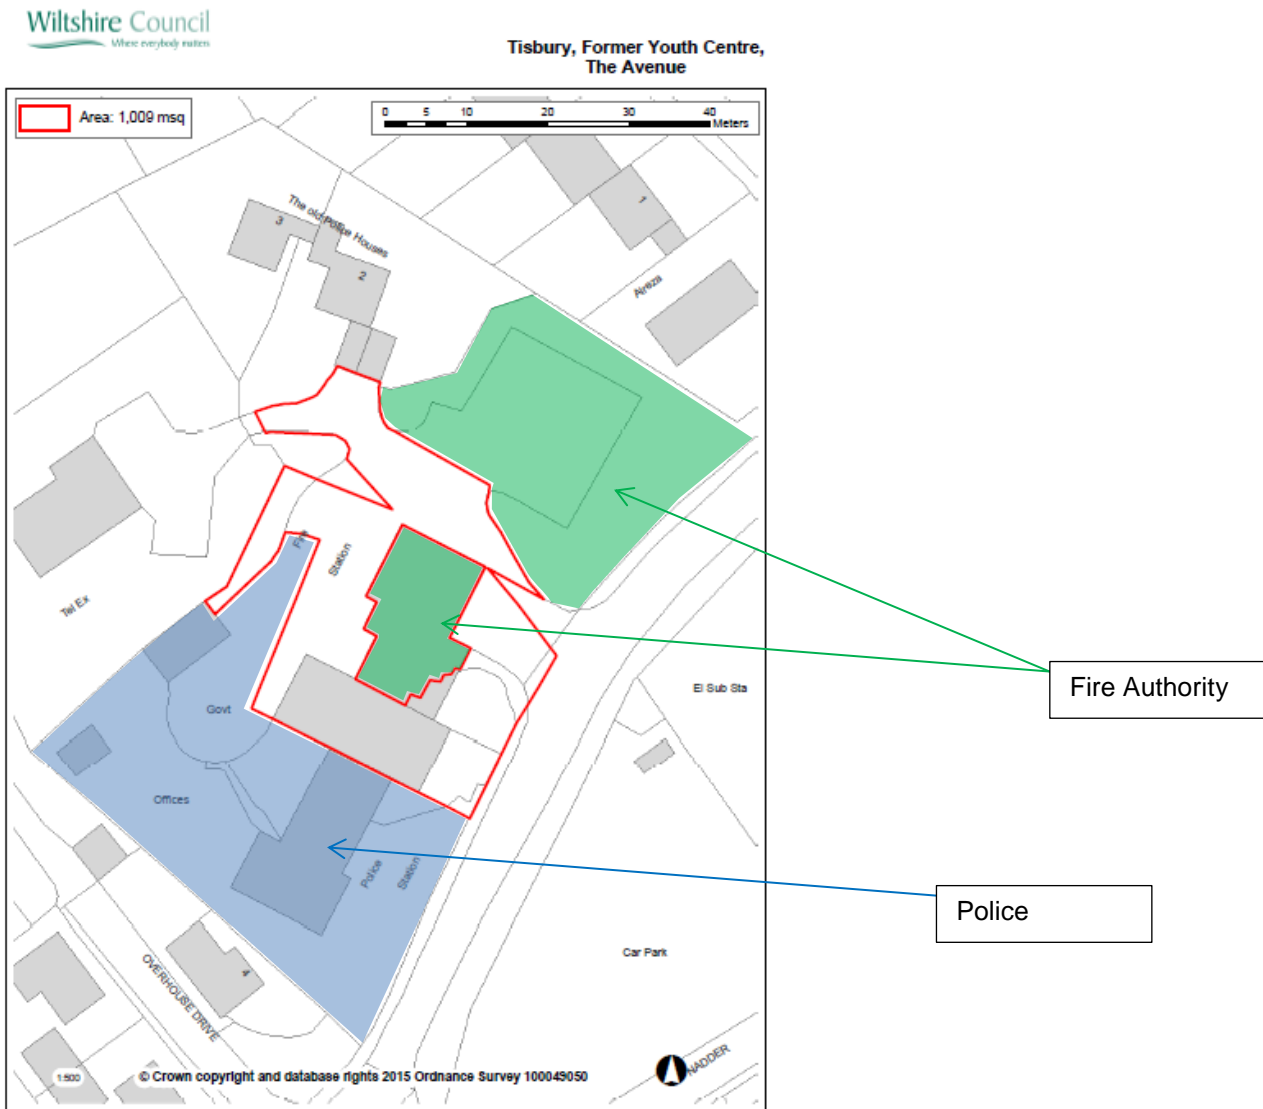 Wiltshire Council
Where everybody matters
Tisbury, Former Youth Centre,
The Avenue
Area: 1,009 msq
0 5 10 20 30 40
Meters
The old Police Houses
3
2
1
Ajreza
Fire
Station
Tel Ex
El Sub Sta
Fire Authority
Govt
Offices
Police
Station
Police
Car Park
4
OVERHOUSE DRIVE
NADDER
1:500
© Crown copyright and database rights 2015 Ordnance Survey 100049050